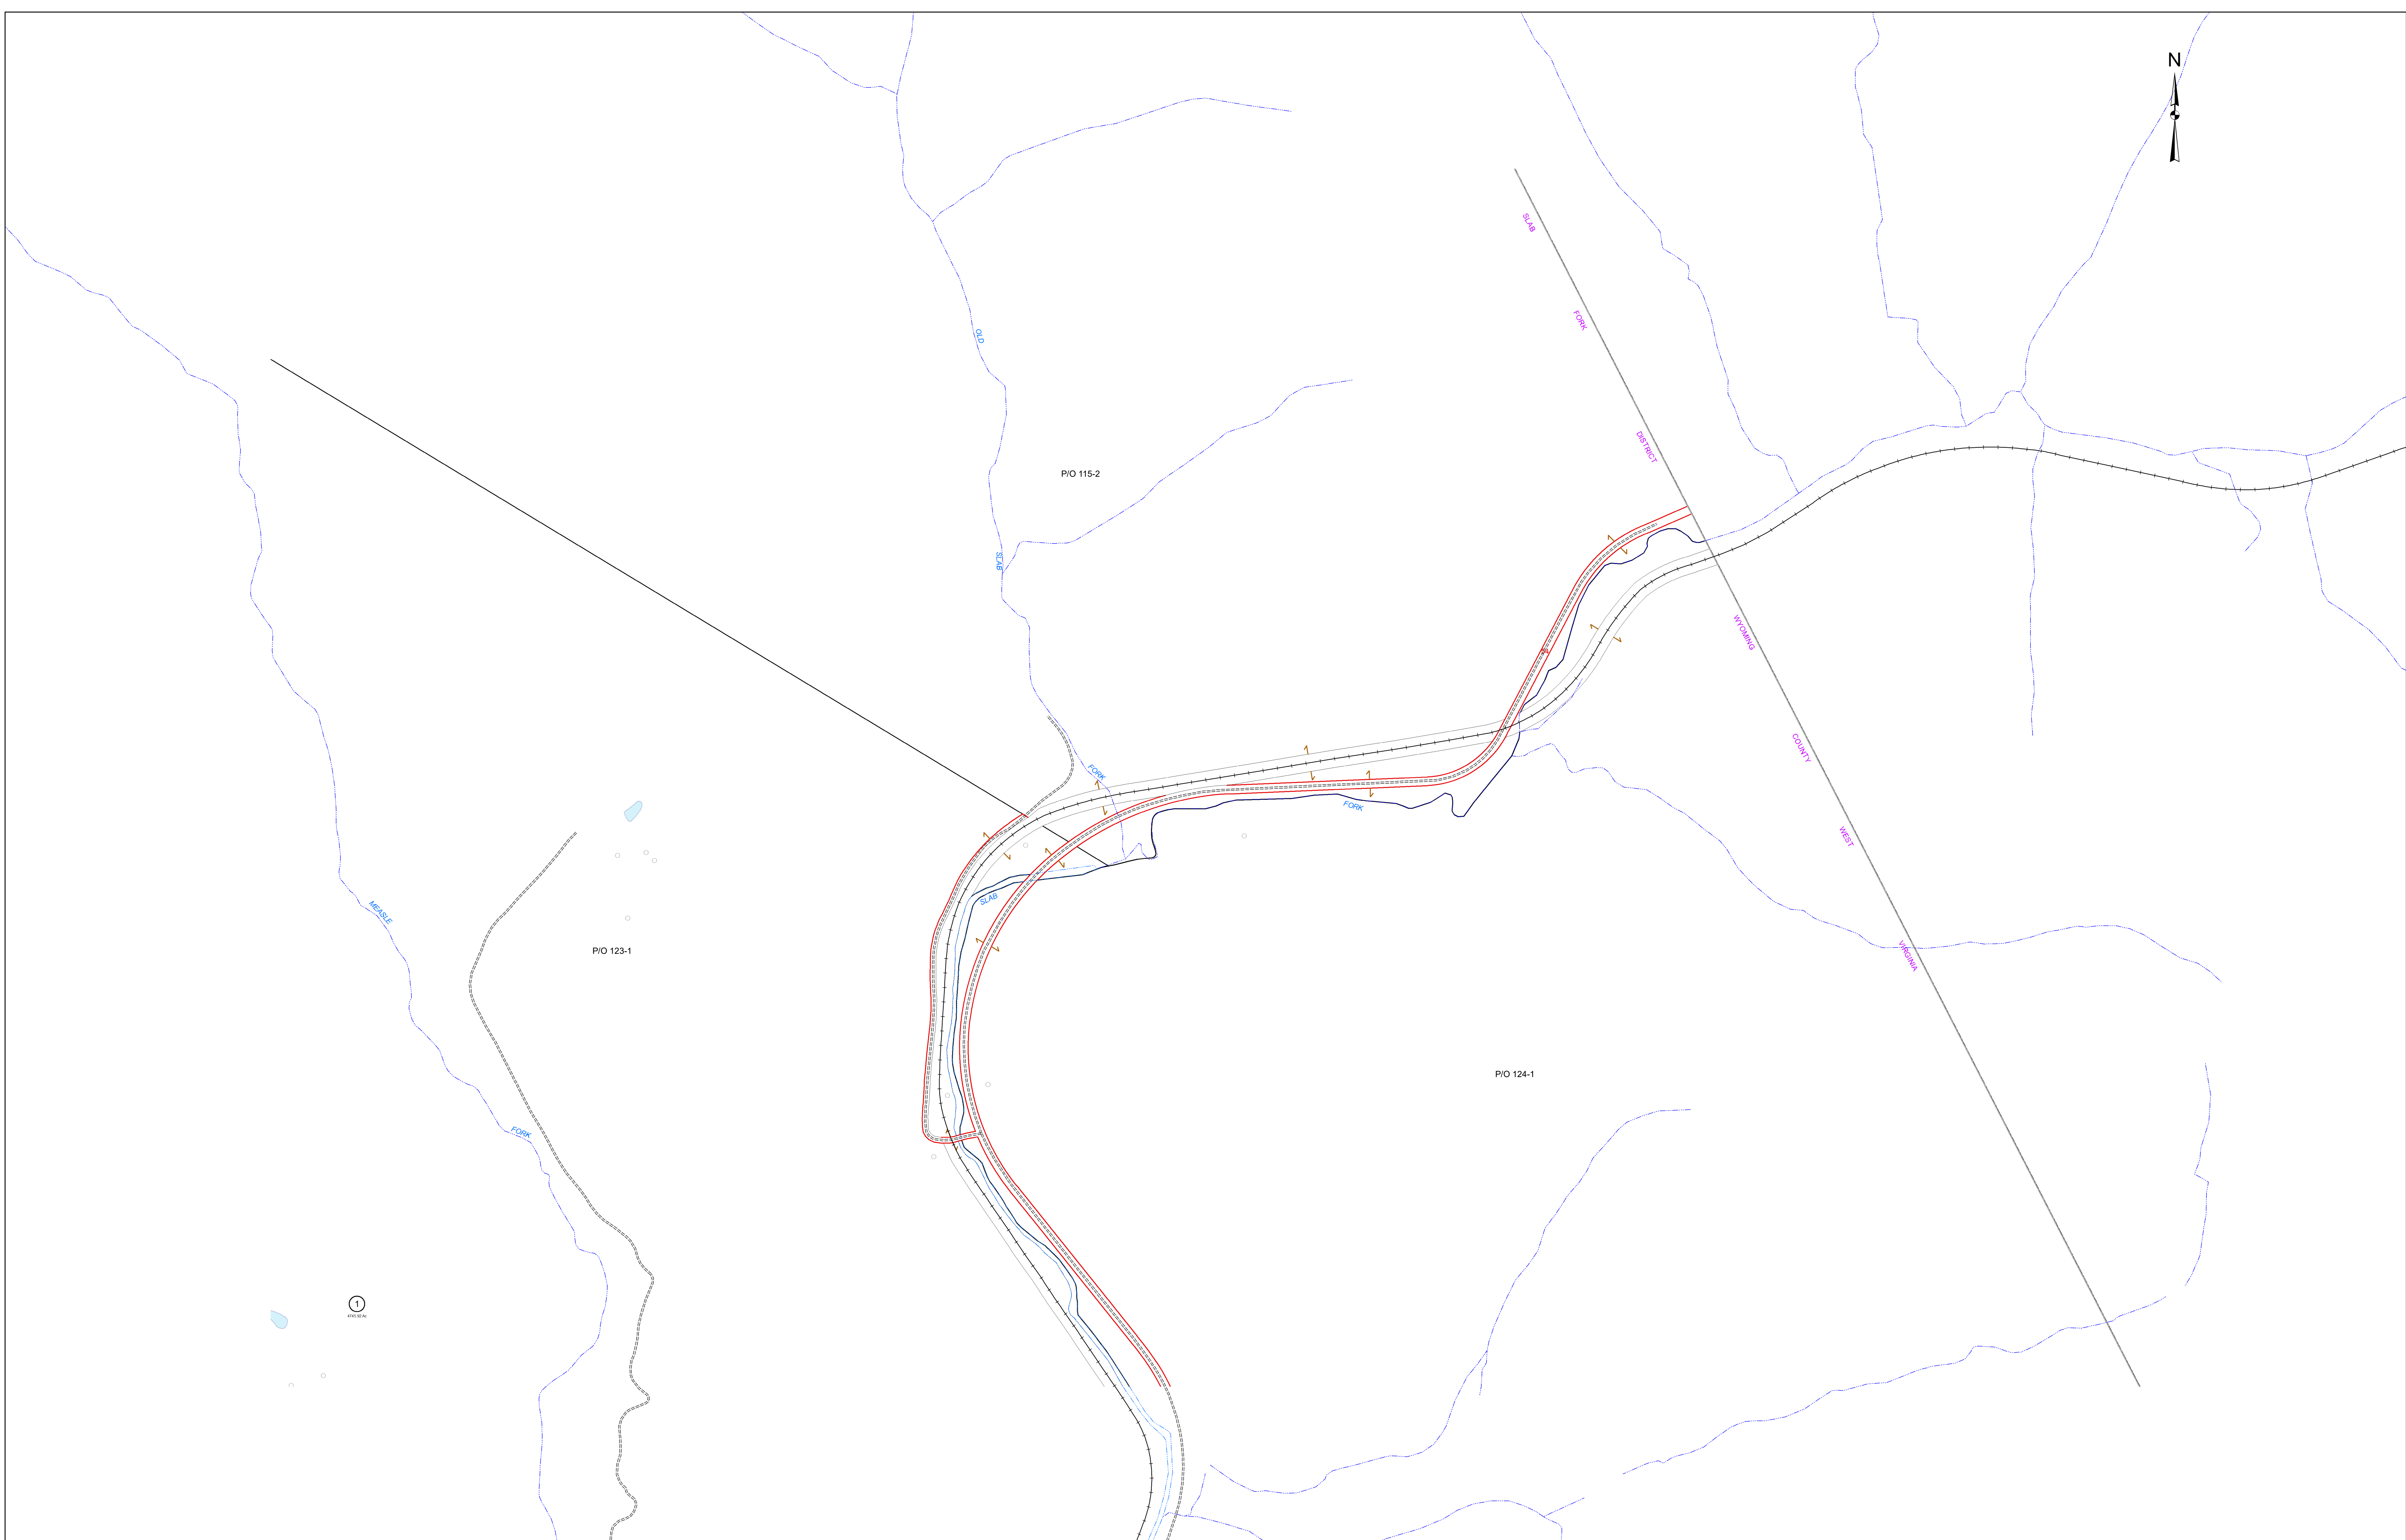 N
SLAB
FORK
DISTRICT
WYOMING
COUNTY
WEST
VIRGINIA
OLD
SLAB
FORK
P/O 115-2
FORK
SLAB
MEASLE
FORK
P/O 123-1
P/O 124-1
1